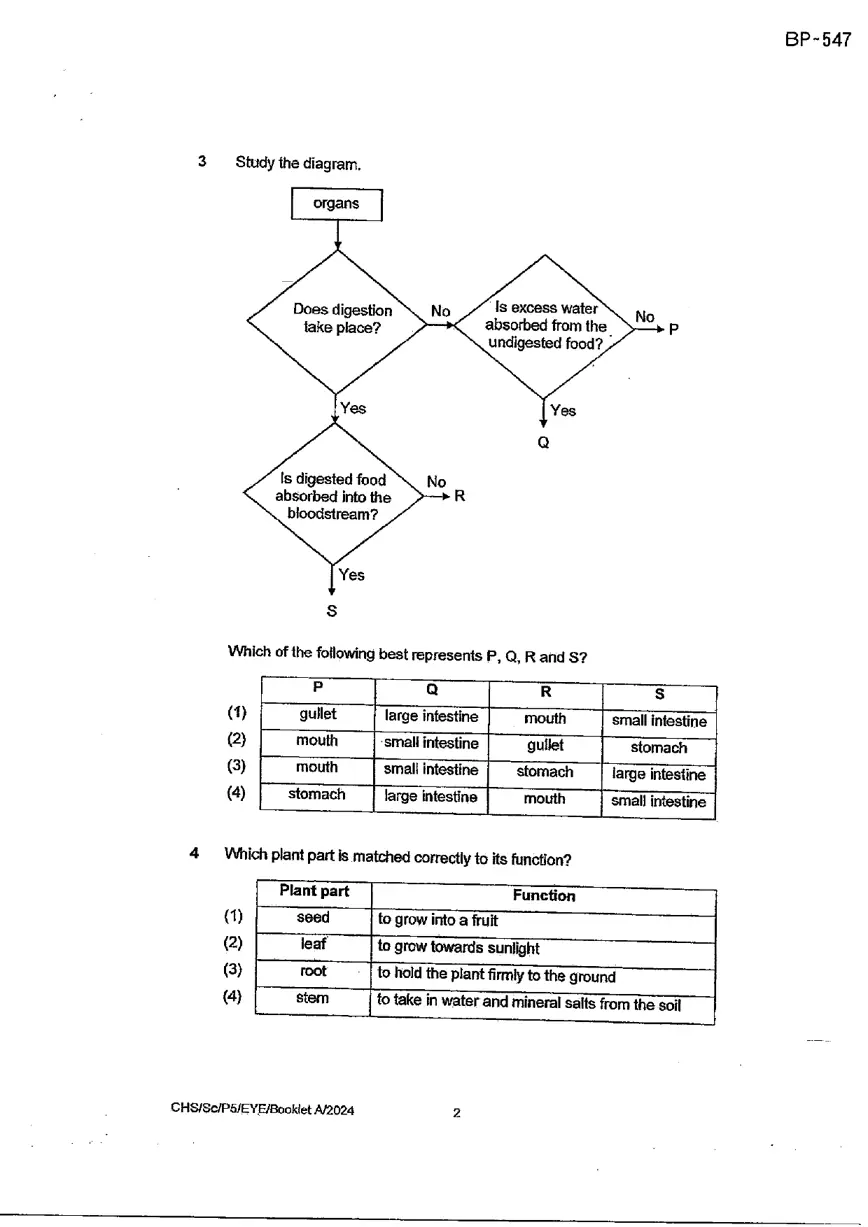 BP-547
3 Study the diagram.
organs
Does digestion
take place?
No
Is excess water
absorbed from the
undigested food?
No
P
Yes
Yes
Q
Is digested food
absorbed into the
bloodstream?
No
R
Yes
S
Which of the following best represents P, Q, R and S?
P Q R S
(1) gullet large intestine mouth small intestine
(2) mouth small intestine gullet stomach
(3) mouth small intestine stomach large intestine
(4) stomach large intestine mouth small intestine
4 Which plant part is matched correctly to its function?
Plant part Function
(1) seed to grow into a fruit
(2) leaf to grow towards sunlight
(3) root to hold the plant firmly to the ground
(4) stem to take in water and mineral salts from the soil
CHS/Sc/P5/EYE/Booklet A/2024 2